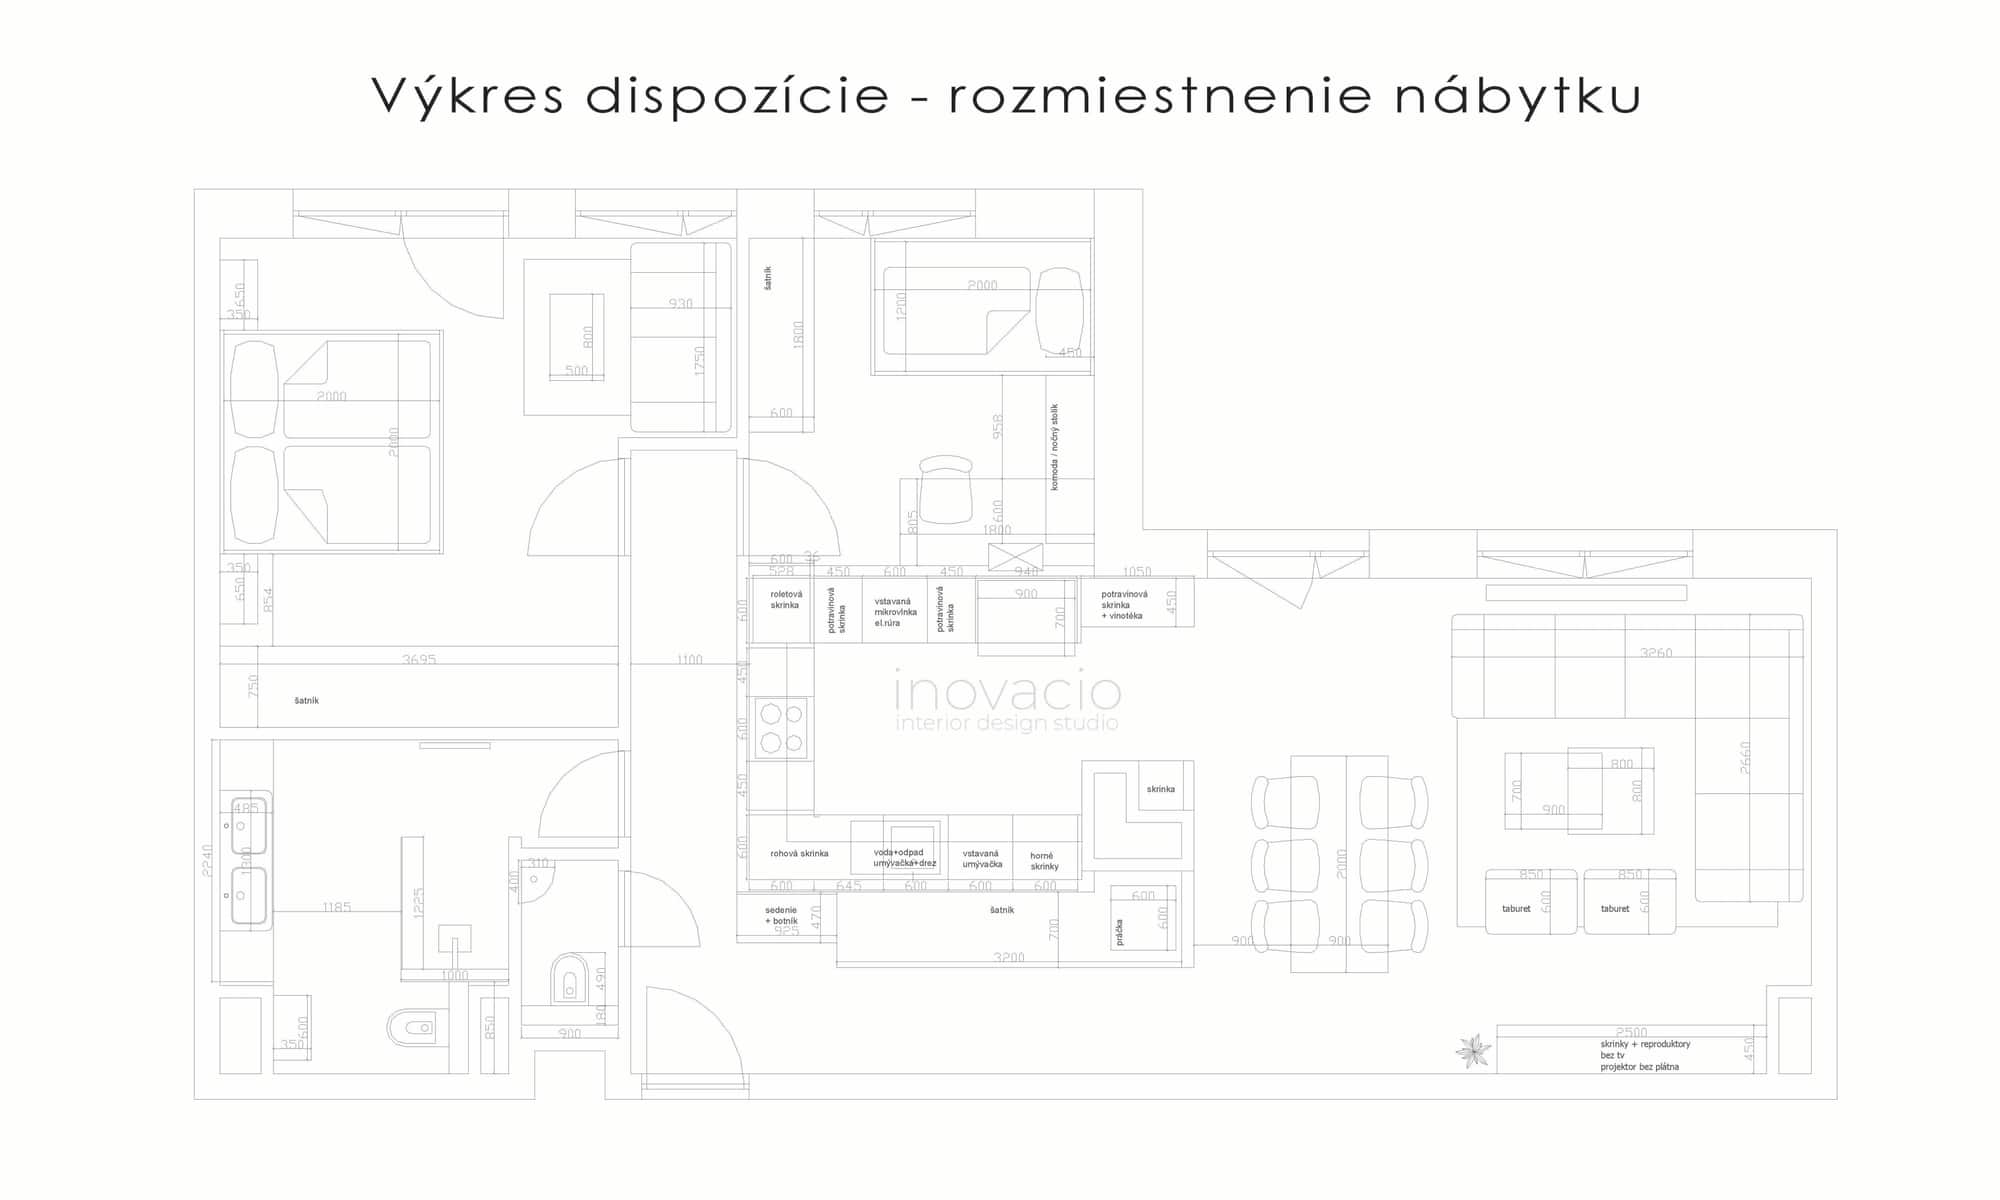 Výkres dispozície - rozmiestnenie nábytku
650
350
2000
2000
800
500
930
1750
šatník
1800
600
2000
1200
450
958
komoda / nočný stolík
600
805
1800
350
650
854
3695
750
šatník
1100
600
36
528
450
600
450
940
1050
600
roletová
skrinka
potravinová
skrinka
vstavaná
mikrovlnka
el.rúra
potravinová
skrinka
900
700
potravinová
skrinka
+ vinotéka
450
450
600
450
600
inovacio
interior design studio
skrinka
rohová skrinka
voda+odpad
umývačka+drez
vstavaná
umývačka
horné
skrinky
600
645
600
600
600
sedenie
+ botník
925
470
šatník
700
3200
600
600
práčka
900
900
2000
3260
2660
700
900
800
800
850
600
taburet
850
600
taburet
2500
450
skrinky + reproduktory
bez tv
projektor bez plátna
485
1300
2240
1185
1225
1000
310
400
490
180
900
850
600
350